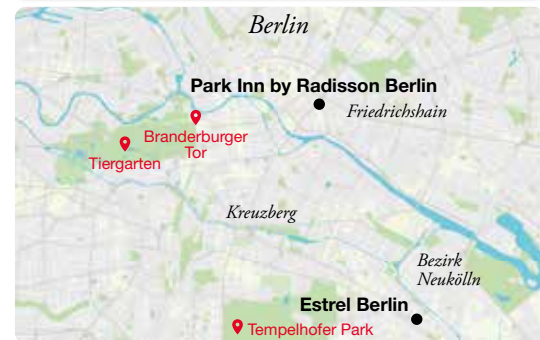 Berlin
Park Inn by Radisson Berlin
Friedrichshain
Branderburger
Tor
Tiergarten
Kreuzberg
Bezirk
Neukölln
Estrel Berlin
Tempelhofer Park